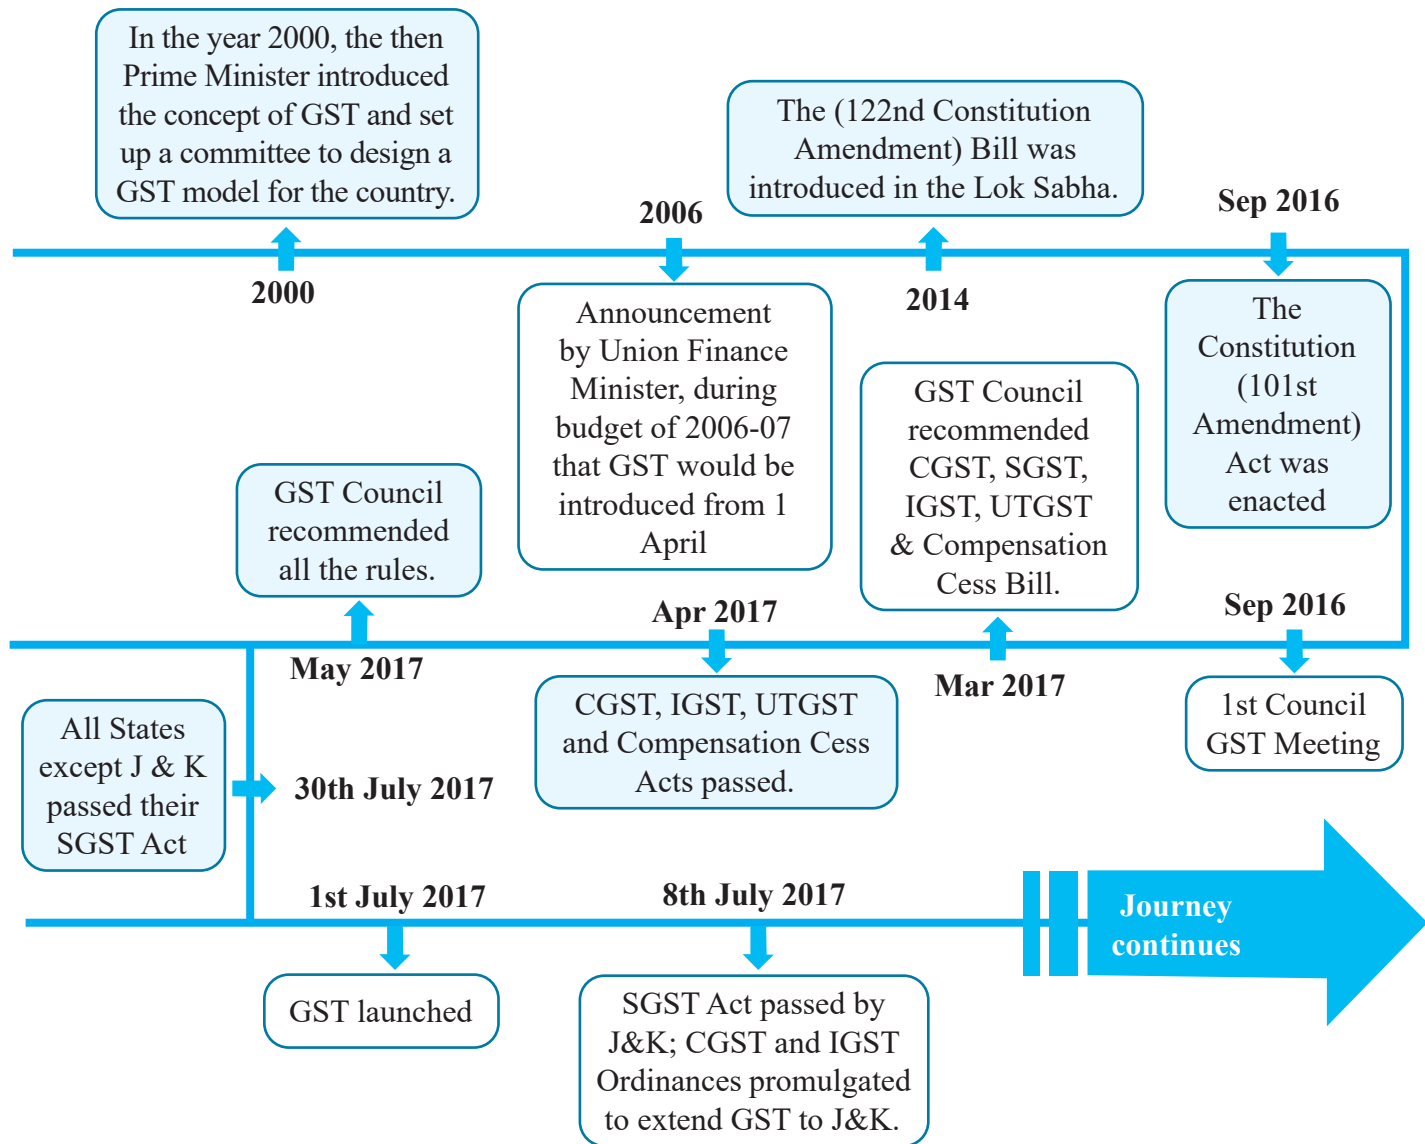 In the year 2000, the then
Prime Minister introduced
the concept of GST and set
up a committee to design a
GST model for the country.
2000
2006
Announcement
by Union Finance
Minister, during
budget of 2006-07
that GST would be
introduced from 1
April
The (122nd Constitution
Amendment) Bill was
introduced in the Lok Sabha.
2014
Sep 2016
The
Constitution
(101st
Amendment)
Act was
enacted
Sep 2016
1st Council
GST Meeting
GST Council
recommended
CGST, SGST,
IGST, UTGST
& Compensation
Cess Bill.
Mar 2017
Apr 2017
CGST, IGST, UTGST
and Compensation Cess
Acts passed.
GST Council
recommended
all the rules.
May 2017
All States
except J & K
passed their
SGST Act
30th July 2017
1st July 2017
GST launched
8th July 2017
SGST Act passed by
J&K; CGST and IGST
Ordinances promulgated
to extend GST to J&K.
Journey
continues